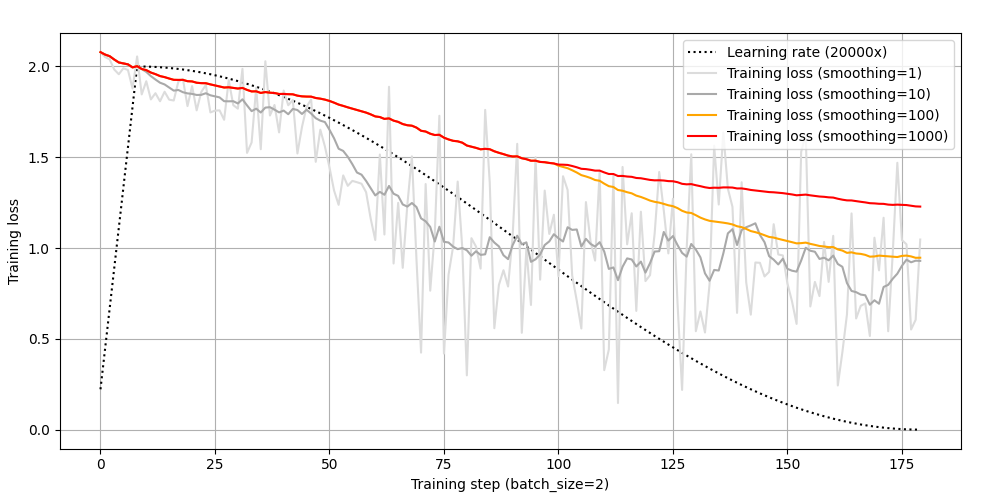 Learning rate (20000x)
Training loss (smoothing=1)
Training loss (smoothing=10)
Training loss (smoothing=100)
Training loss (smoothing=1000)
Training loss
2.0
1.5
1.0
0.5
0.0
0 25 50 75 100 125 150 175
Training step (batch_size=2)